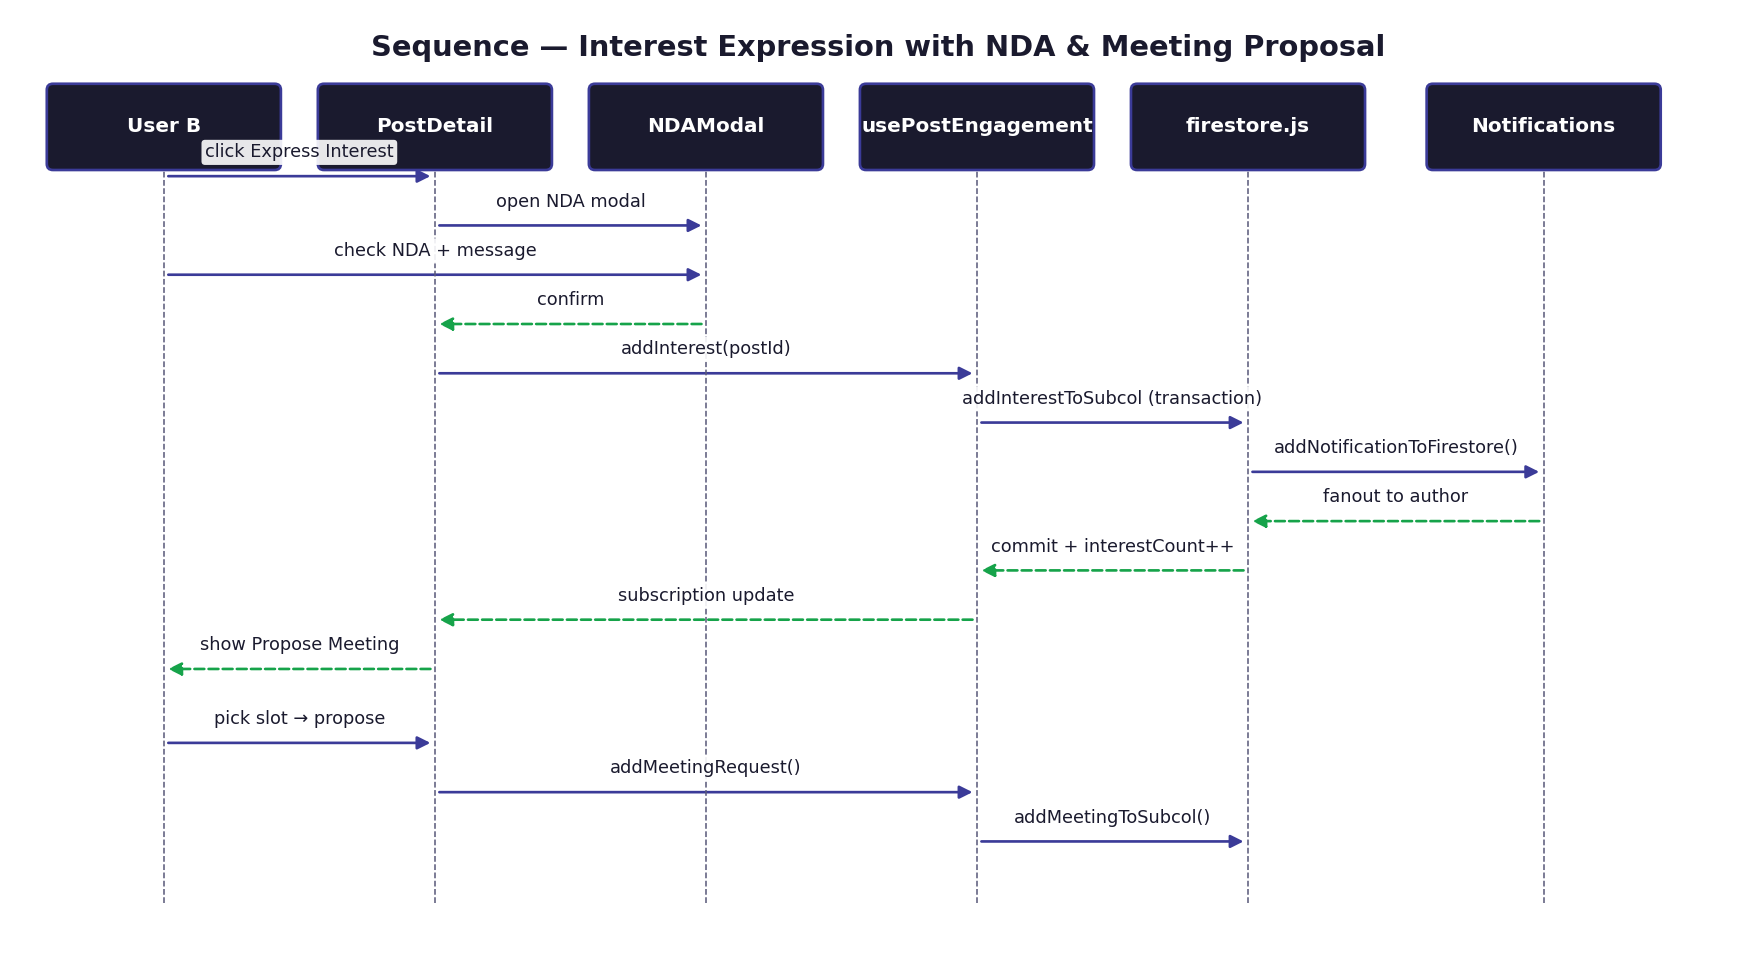 Sequence — Interest Expression with NDA & Meeting Proposal
User B
PostDetail
NDAModal
usePostEngagement
firestore.js
Notifications
click Express Interest
open NDA modal
check NDA + message
confirm
addInterest(postId)
addInterestToSubcol (transaction)
addNotificationToFirestore()
fanout to author
commit + interestCount++
subscription update
show Propose Meeting
pick slot → propose
addMeetingRequest()
addMeetingToSubcol()